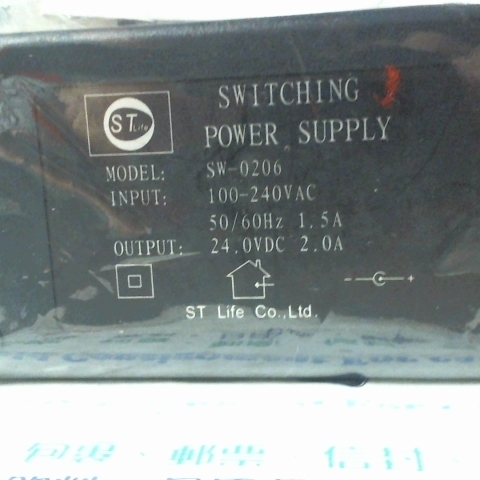 SWITCHING
POWER SUPPLY
ST Life
MODEL: SW-0206
INPUT: 100-240VAC
50/60Hz 1.5A
OUTPUT: 24.0VDC 2.0A
- +
ST Life Co.,Ltd.